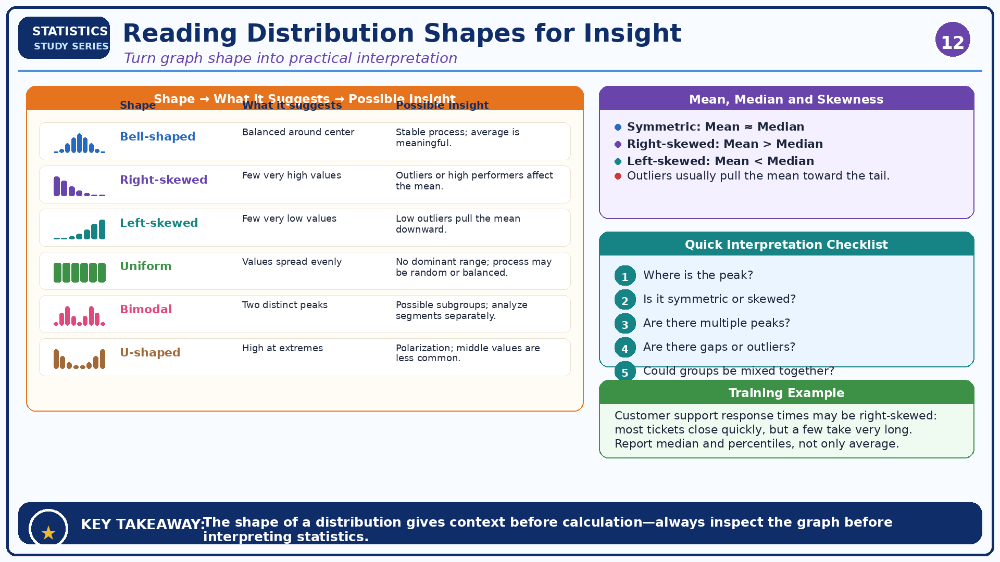 STATISTICS
STUDY SERIES
Reading Distribution Shapes for Insight
Turn graph shape into practical interpretation
12
Shape → What It Suggests → Possible Insight
Shape What it suggests Possible insight
Bell-shaped
Balanced around center
Stable process; average is
meaningful.
Right-skewed
Few very high values
Outliers or high performers affect
the mean.
Left-skewed
Few very low values
Low outliers pull the mean
downward.
Uniform
Values spread evenly
No dominant range; process may
be random or balanced.
Bimodal
Two distinct peaks
Possible subgroups; analyze
segments separately.
U-shaped
High at extremes
Polarization; middle values are
less common.
Mean, Median and Skewness
Symmetric: Mean ≈ Median
Right-skewed: Mean > Median
Left-skewed: Mean < Median
Outliers usually pull the mean toward the tail.
Quick Interpretation Checklist
1 Where is the peak?
2 Is it symmetric or skewed?
3 Are there multiple peaks?
4 Are there gaps or outliers?
5 Could groups be mixed together?
Training Example
Customer support response times may be right-skewed:
most tickets close quickly, but a few take very long.
Report median and percentiles, not only average.
KEY TAKEAWAY: The shape of a distribution gives context before calculation—always inspect the graph before
interpreting statistics.